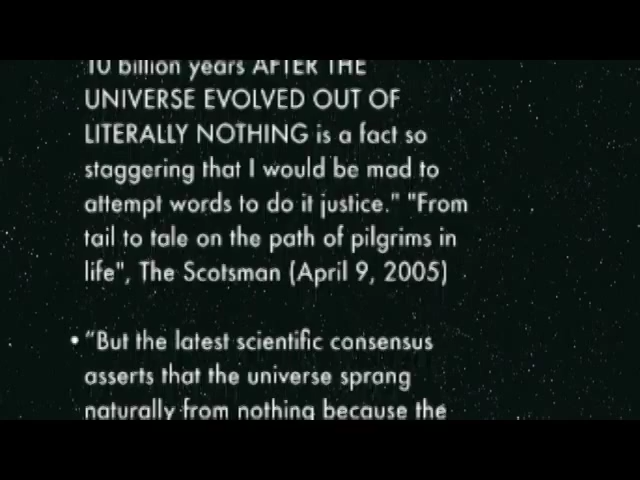 10 billion years AFTER THE
UNIVERSE EVOLVED OUT OF
LITERALLY NOTHING is a fact so
staggering that I would be mad to
attempt words to do it justice." "From
tail to tale on the path of pilgrims in
life", The Scotsman (April 9, 2005)
• "But the latest scientific consensus
asserts that the universe sprang
naturally from nothing because the